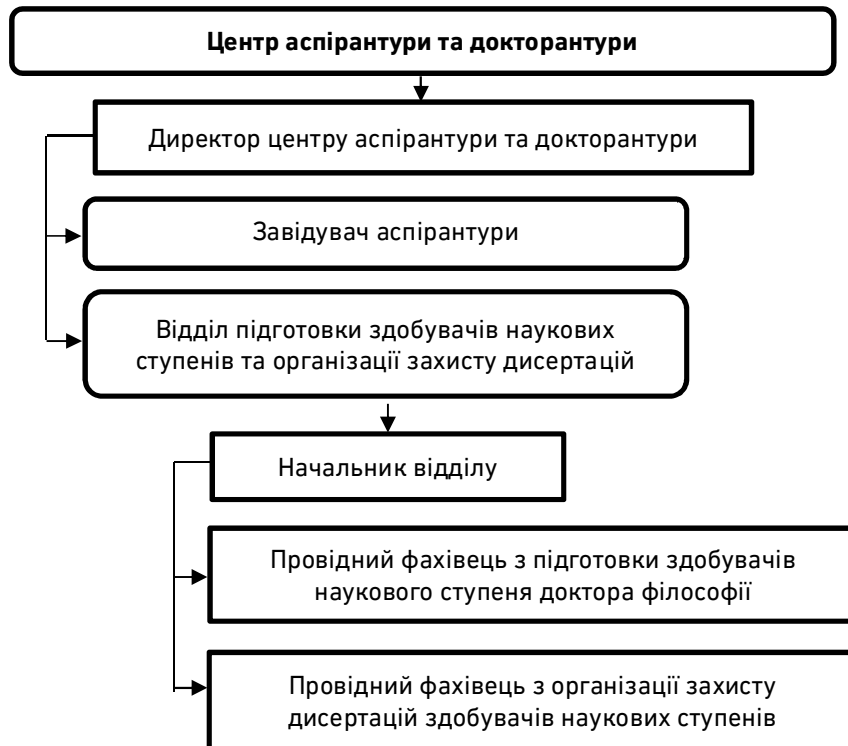 Центр аспірантури та докторантури
Директор центру аспірантури та докторантури
Завідувач аспірантури
Відділ підготовки здобувачів наукових
ступенів та організації захисту дисертацій
Начальник відділу
Провідний фахівець з підготовки здобувачів
наукового ступеня доктора філософії
Провідний фахівець з організації захисту
дисертацій здобувачів наукових ступенів